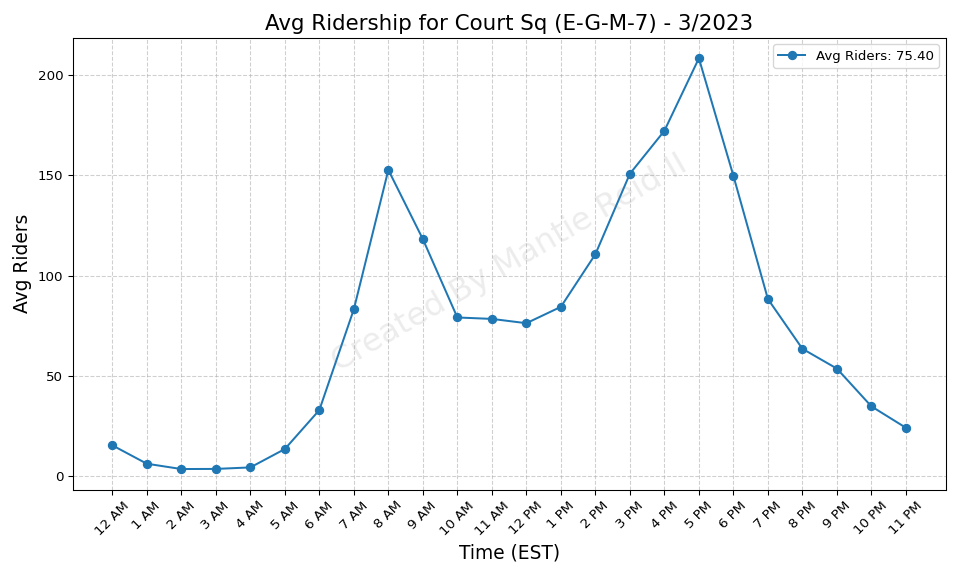 Avg Ridership for Court Sq (E-G-M-7) - 3/2023
Avg Riders: 75.40
Avg Riders
200
150
100
50
0
Created By Mantle Reid II
12 AM
1 AM
2 AM
3 AM
4 AM
5 AM
6 AM
7 AM
8 AM
9 AM
10 AM
11 AM
12 PM
1 PM
2 PM
3 PM
4 PM
5 PM
6 PM
7 PM
8 PM
9 PM
10 PM
11 PM
Time (EST)